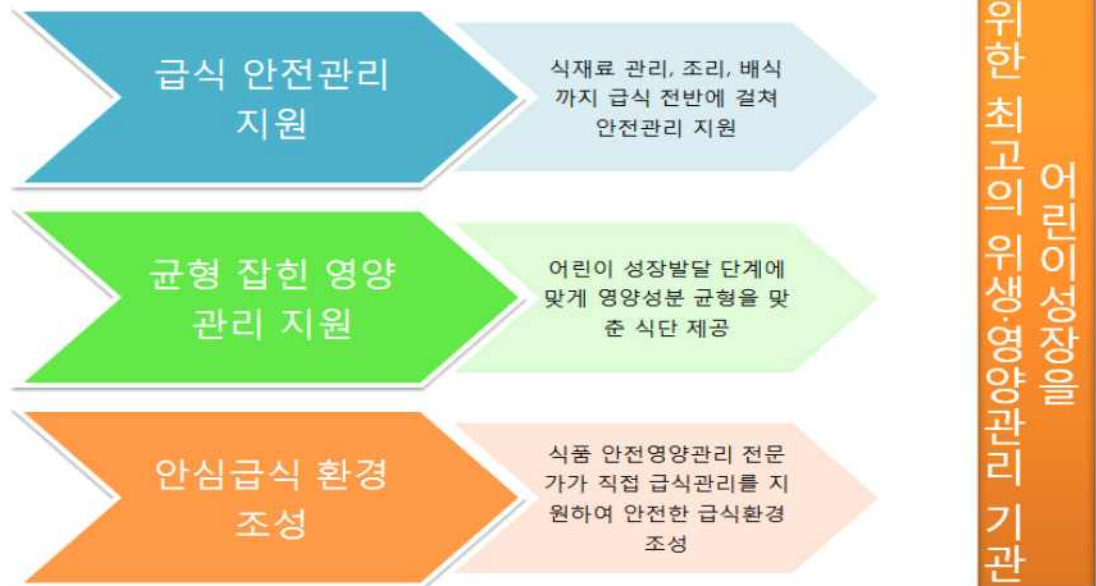 급식 안전관리
지원
식재료 관리, 조리, 배식
까지 급식 전반에 걸쳐
안전관리 지원
균형 잡힌 영양
관리 지원
어린이 성장발달 단계에
맞게 영양성분 균형을 맞
춘 식단 제공
안심급식 환경
조성
식품 안전영양관리 전문
가가 직접 급식관리를 지
원하여 안전한 급식환경
조성
어린이 성장을
위한 최고의 위생·영양관리 기관